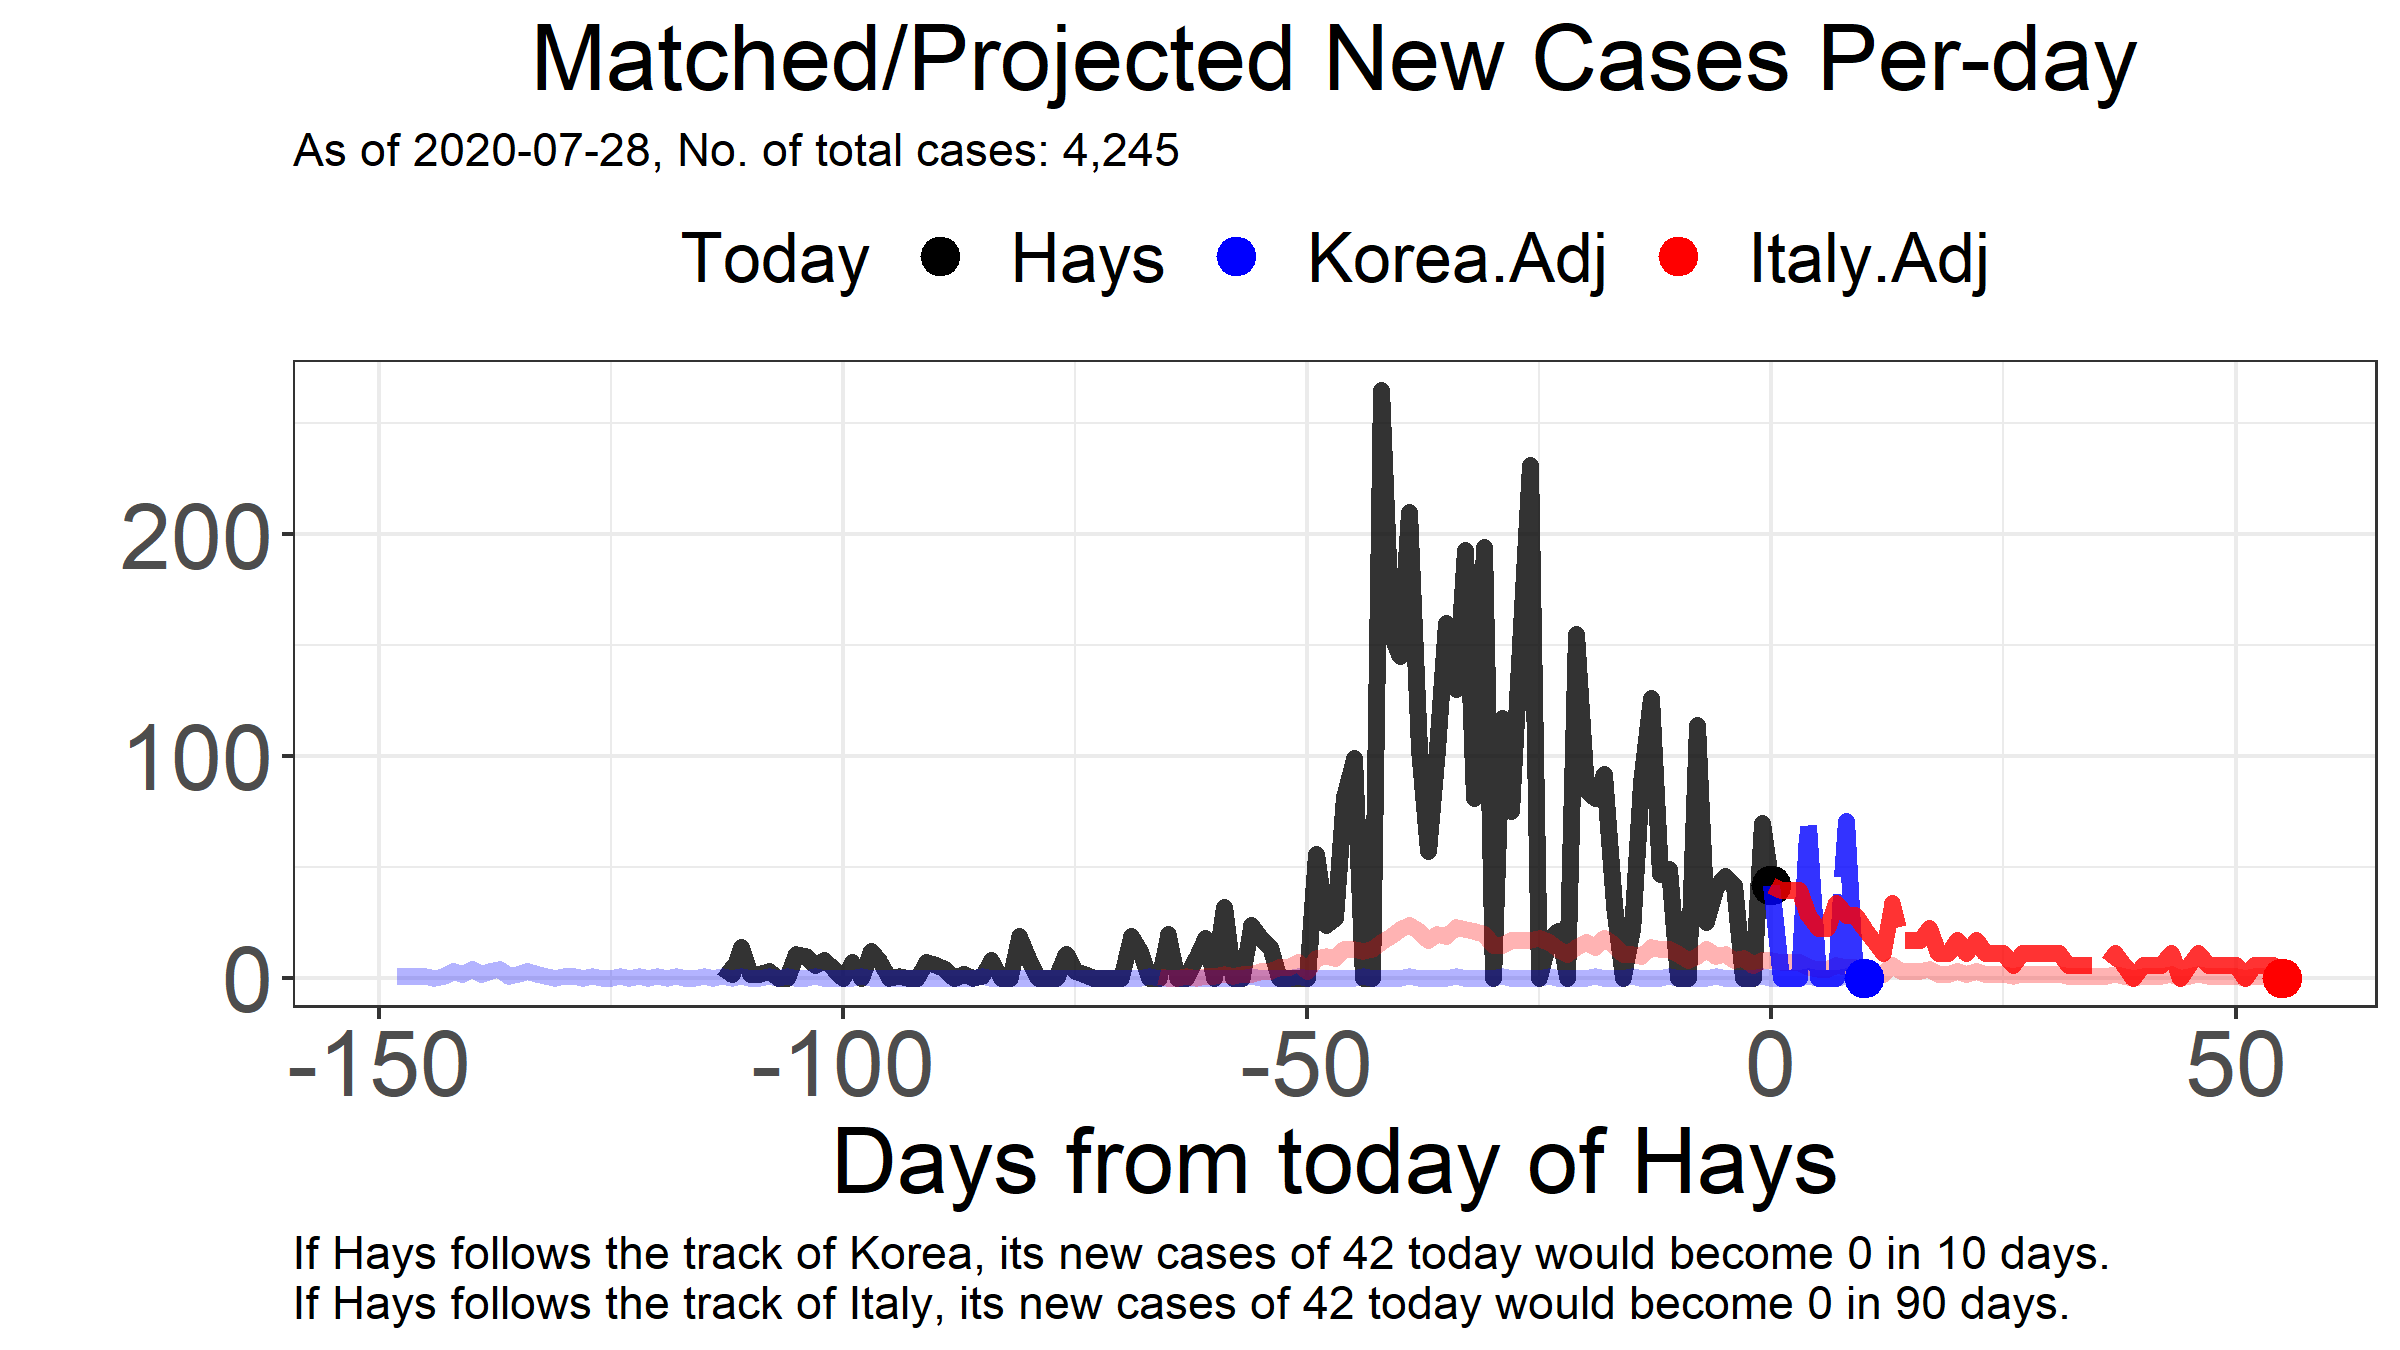 Matched/Projected New Cases Per-day
As of 2020-07-28, No. of total cases: 4,245
Today Hays Korea.Adj Italy.Adj
200
100
0
-150 -100 -50 0 50
Days from today of Hays
If Hays follows the track of Korea, its new cases of 42 today would become 0 in 10 days.
If Hays follows the track of Italy, its new cases of 42 today would become 0 in 90 days.